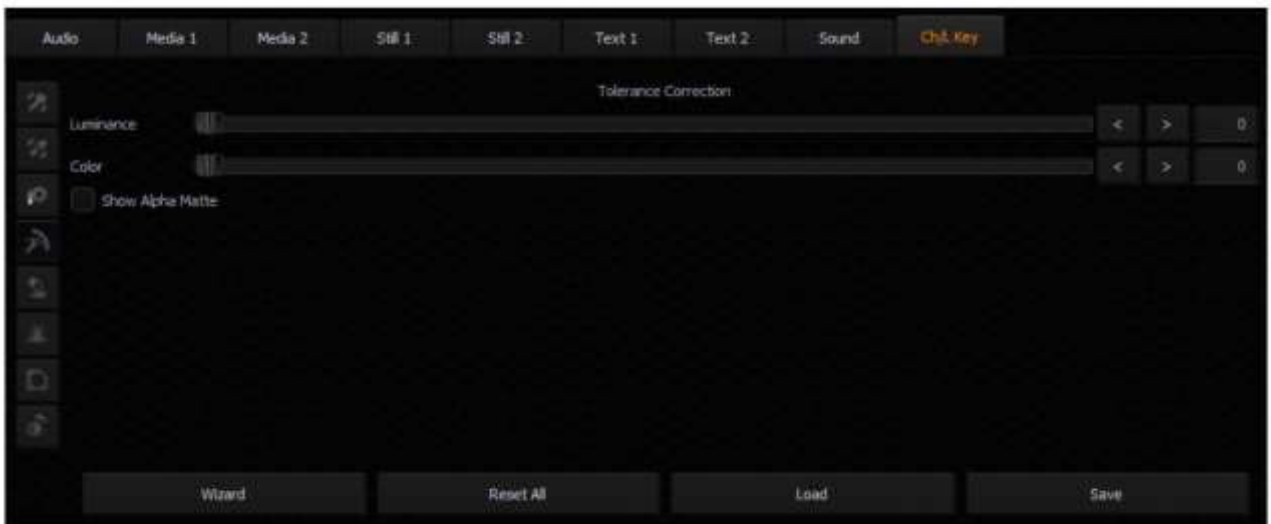 Audio Media 1 Media 2 Still 1 Still 2 Text 1 Text 2 Sound Ch/L Key
Tolerance Correction
Luminance < > 0
Color < > 0
Show Alpha Matte
Wizard Reset All Load Save